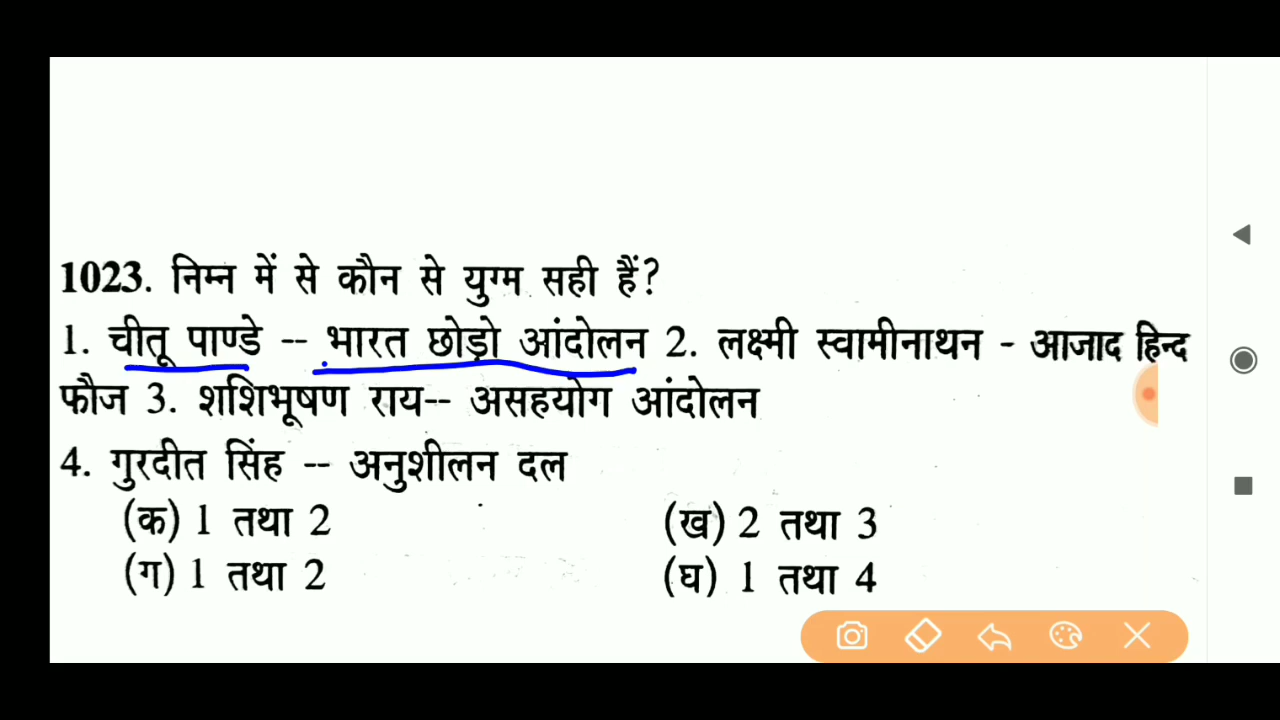 1023. निम्न में से कौन से युग्म सही हैं?
1. चीतू पाण्डे -- भारत छोड़ो आंदोलन 2. लक्ष्मी स्वामीनाथन - आजाद हिन्द
फौज 3. शशिभूषण राय-- असहयोग आंदोलन
4. गुरदीत सिंह -- अनुशीलन दल
(क) 1 तथा 2 (ख) 2 तथा 3
(ग) 1 तथा 2 (घ) 1 तथा 4